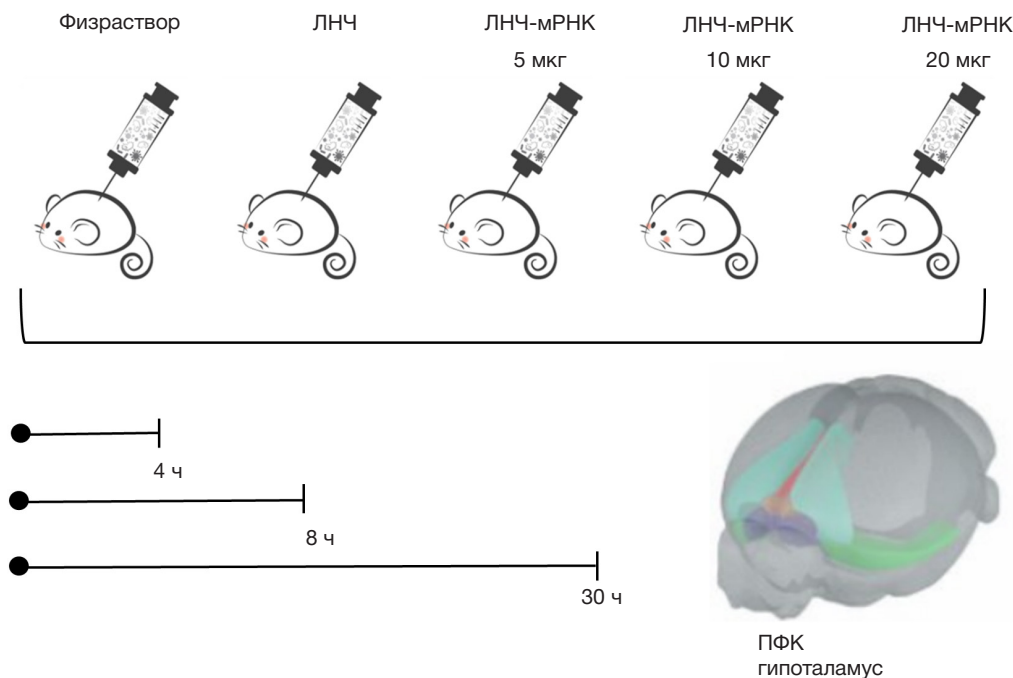 Физраствор
ЛНЧ
ЛНЧ-мРНК
5 мкг
ЛНЧ-мРНК
10 мкг
ЛНЧ-мРНК
20 мкг
4 ч
8 ч
30 ч
ПФК
гипоталамус